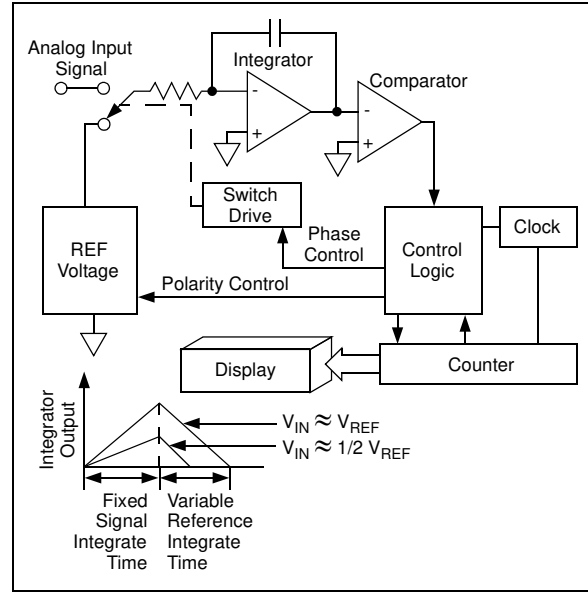 Analog Input
Signal
Integrator
-
+
Comparator
-
+
Switch
Drive
REF
Voltage
Phase
Control
Control
Logic
Clock
Polarity Control
Display
Counter
Integrator
Output
V_IN ≈ V_REF
V_IN ≈ 1/2 V_REF
Fixed
Signal
Integrate
Time
Variable
Reference
Integrate
Time